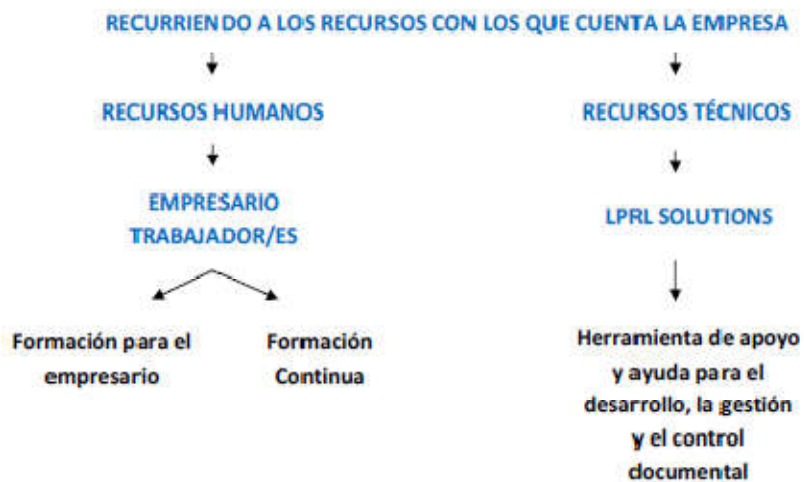 RECURRIENDO A LOS RECURSOS CON LOS QUE CUENTA LA EMPRESA
RECURSOS HUMANOS
EMPRESARIO
TRABAJADOR/ES
Formación para el
empresario
Formación
Continua
RECURSOS TÉCNICOS
LPRL SOLUTIONS
Herramienta de apoyo
y ayuda para el
desarrollo, la gestión
y el control
documental